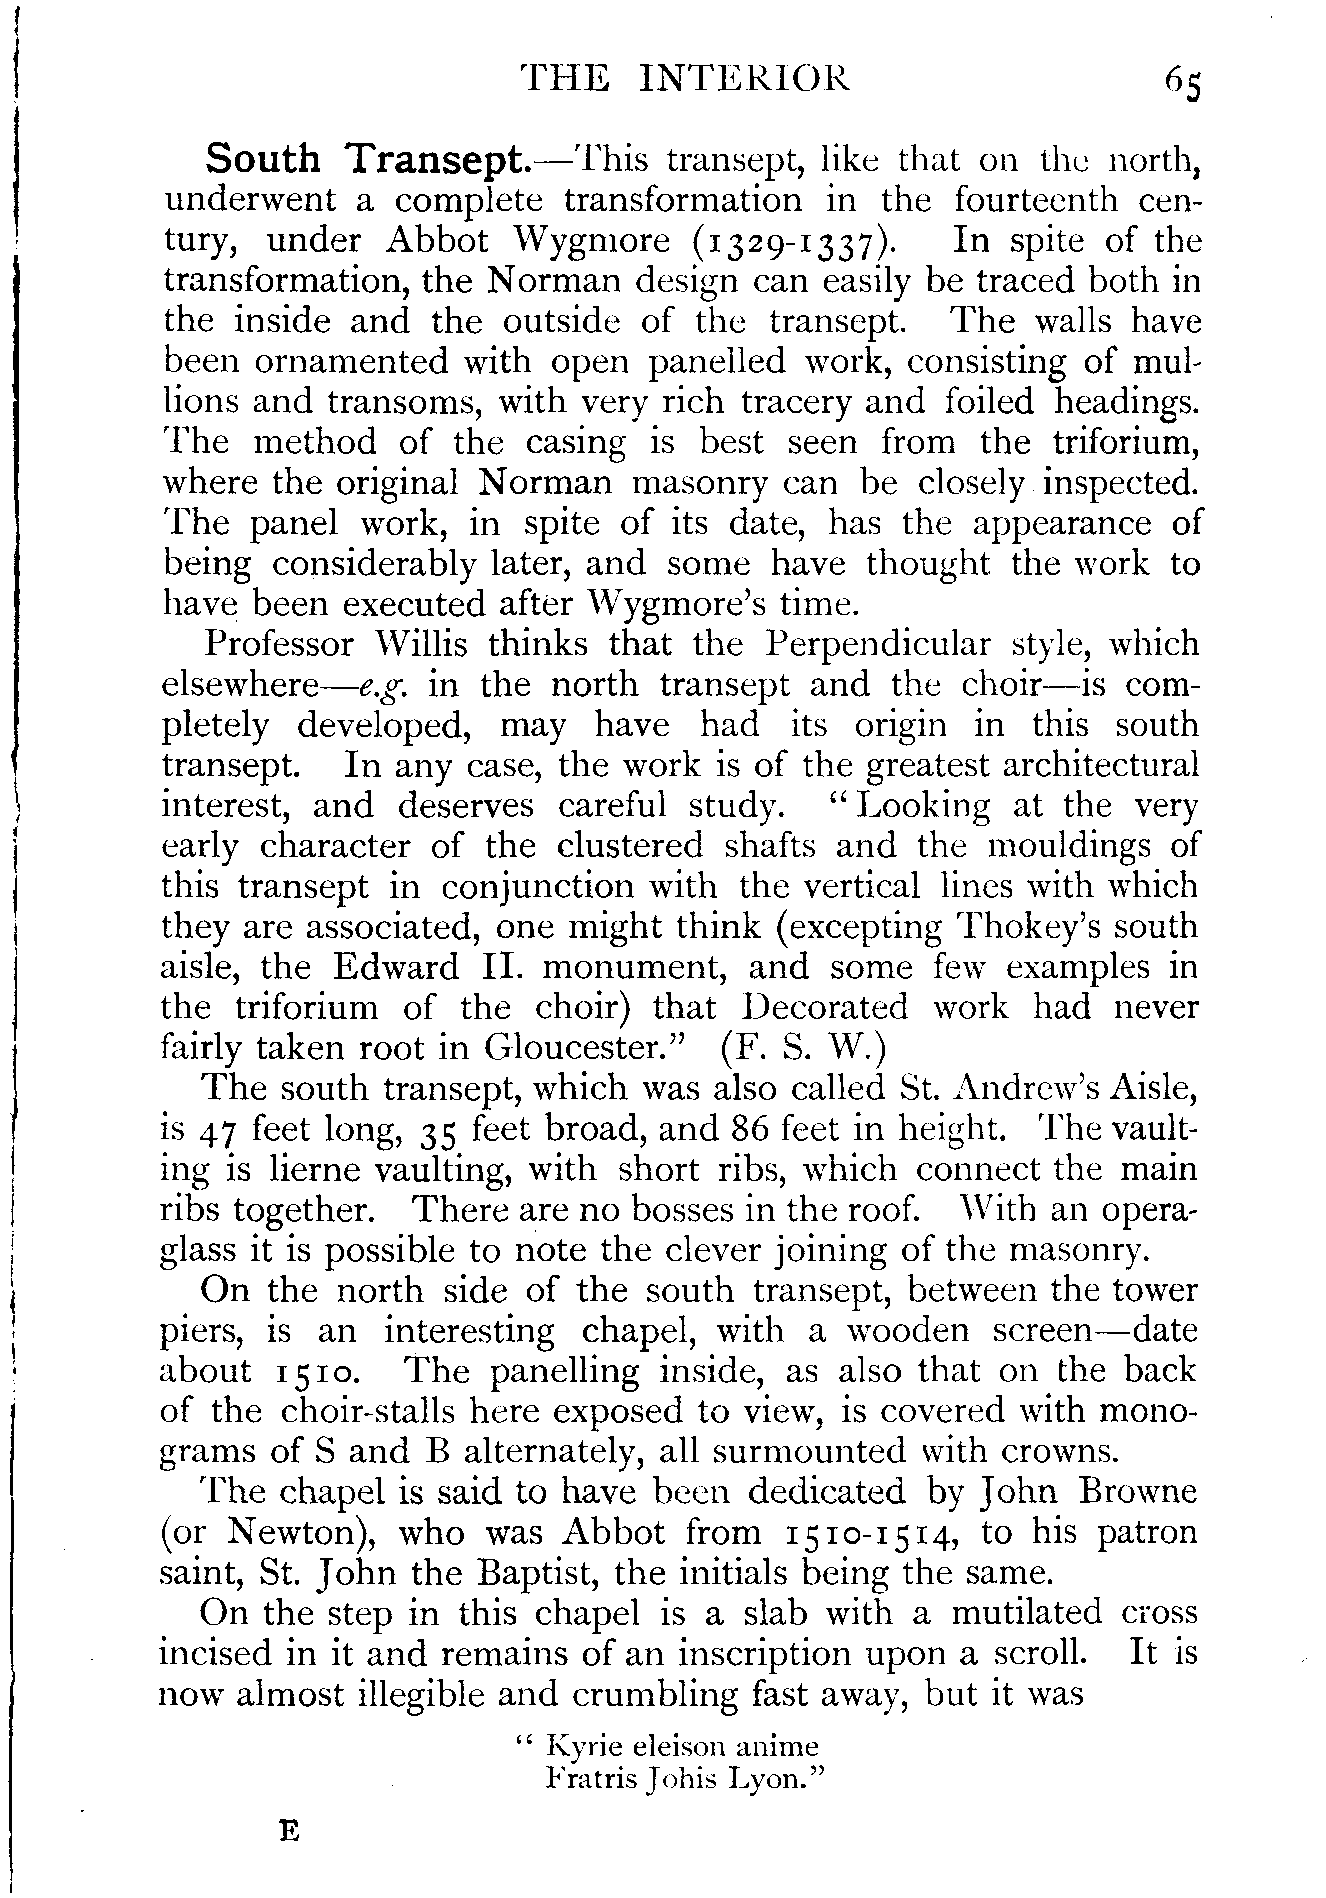 THE INTERIOR 65
South Transept.—This transept, like that on the north,
underwent a complete transformation in the fourteenth cen-
tury, under Abbot Wygmore (1329-1337). In spite of the
transformation, the Norman design can easily be traced both in
the inside and the outside of the transept. The walls have
been ornamented with open panelled work, consisting of mul-
lions and transoms, with very rich tracery and foiled headings.
The method of the casing is best seen from the triforium,
where the original Norman masonry can be closely inspected.
The panel work, in spite of its date, has the appearance of
being considerably later, and some have thought the work to
have been executed after Wygmore's time.
Professor Willis thinks that the Perpendicular style, which
elsewhere—e.g. in the north transept and the choir—is com-
pletely developed, may have had its origin in this south
transept. In any case, the work is of the greatest architectural
interest, and deserves careful study. "Looking at the very
early character of the clustered shafts and the mouldings of
this transept in conjunction with the vertical lines with which
they are associated, one might think (excepting Thokey's south
aisle, the Edward II. monument, and some few examples in
the triforium of the choir) that Decorated work had never
fairly taken root in Gloucester." (F. S. W.)
The south transept, which was also called St. Andrew's Aisle,
is 47 feet long, 35 feet broad, and 86 feet in height. The vault-
ing is lierne vaulting, with short ribs, which connect the main
ribs together. There are no bosses in the roof. With an opera-
glass it is possible to note the clever joining of the masonry.
On the north side of the south transept, between the tower
piers, is an interesting chapel, with a wooden screen—date
about 1510. The panelling inside, as also that on the back
of the choir-stalls here exposed to view, is covered with mono-
grams of S and B alternately, all surmounted with crowns.
The chapel is said to have been dedicated by John Browne
(or Newton), who was Abbot from 1510-1514, to his patron
saint, St. John the Baptist, the initials being the same.
On the step in this chapel is a slab with a mutilated cross
incised in it and remains of an inscription upon a scroll. It is
now almost illegible and crumbling fast away, but it was
" Kyrie eleison anime
Fratris Johis Lyon."
E